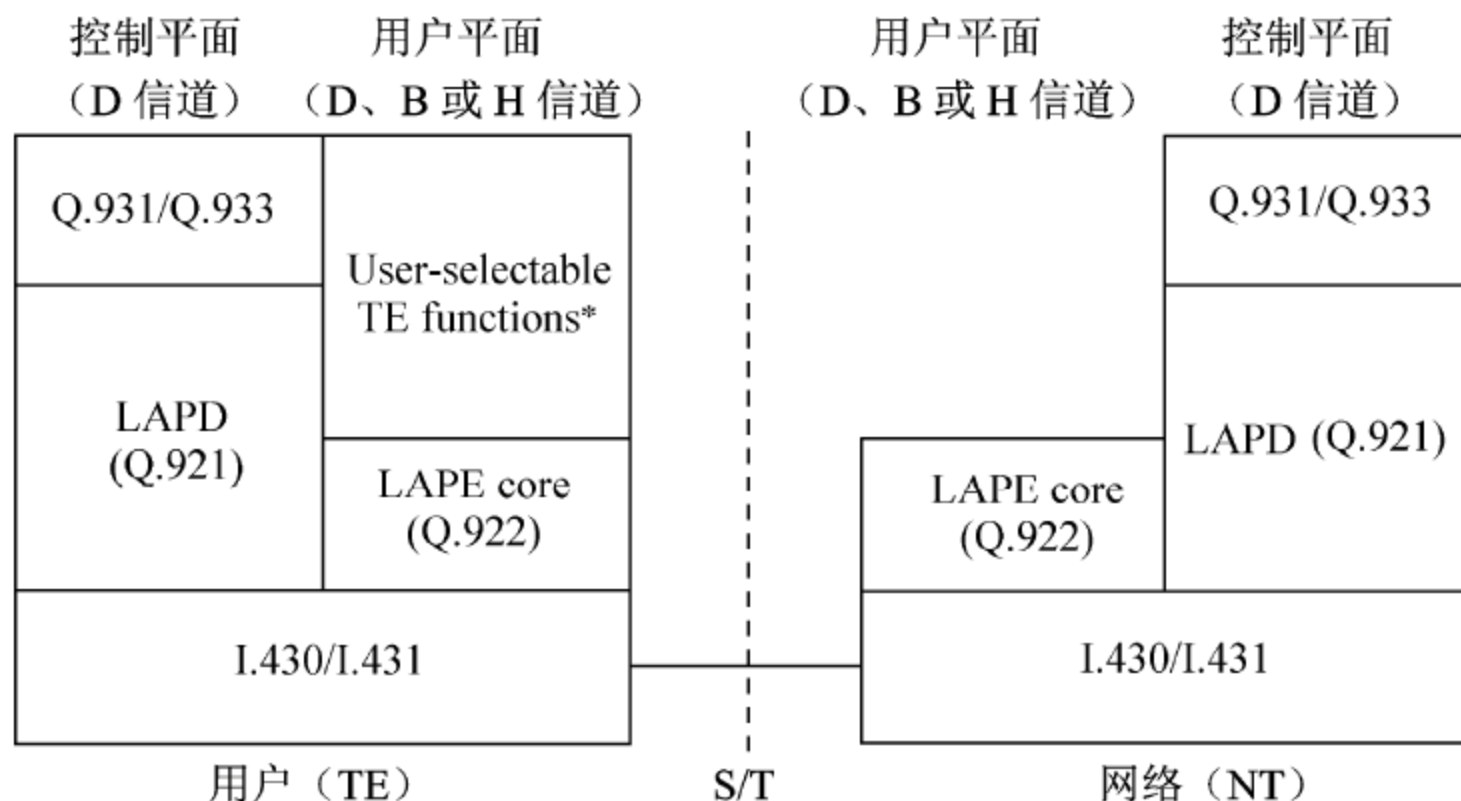 控制平面
（D 信道）
用户平面
（D、B 或 H 信道）
用户平面
（D、B 或 H 信道）
控制平面
（D 信道）
Q.931/Q.933
User-selectable
TE functions*
LAPD
(Q.921)
LAPE core
(Q.922)
I.430/I.431
用户（TE）
S/T
Q.931/Q.933
LAPD (Q.921)
LAPE core
(Q.922)
I.430/I.431
网络（NT）